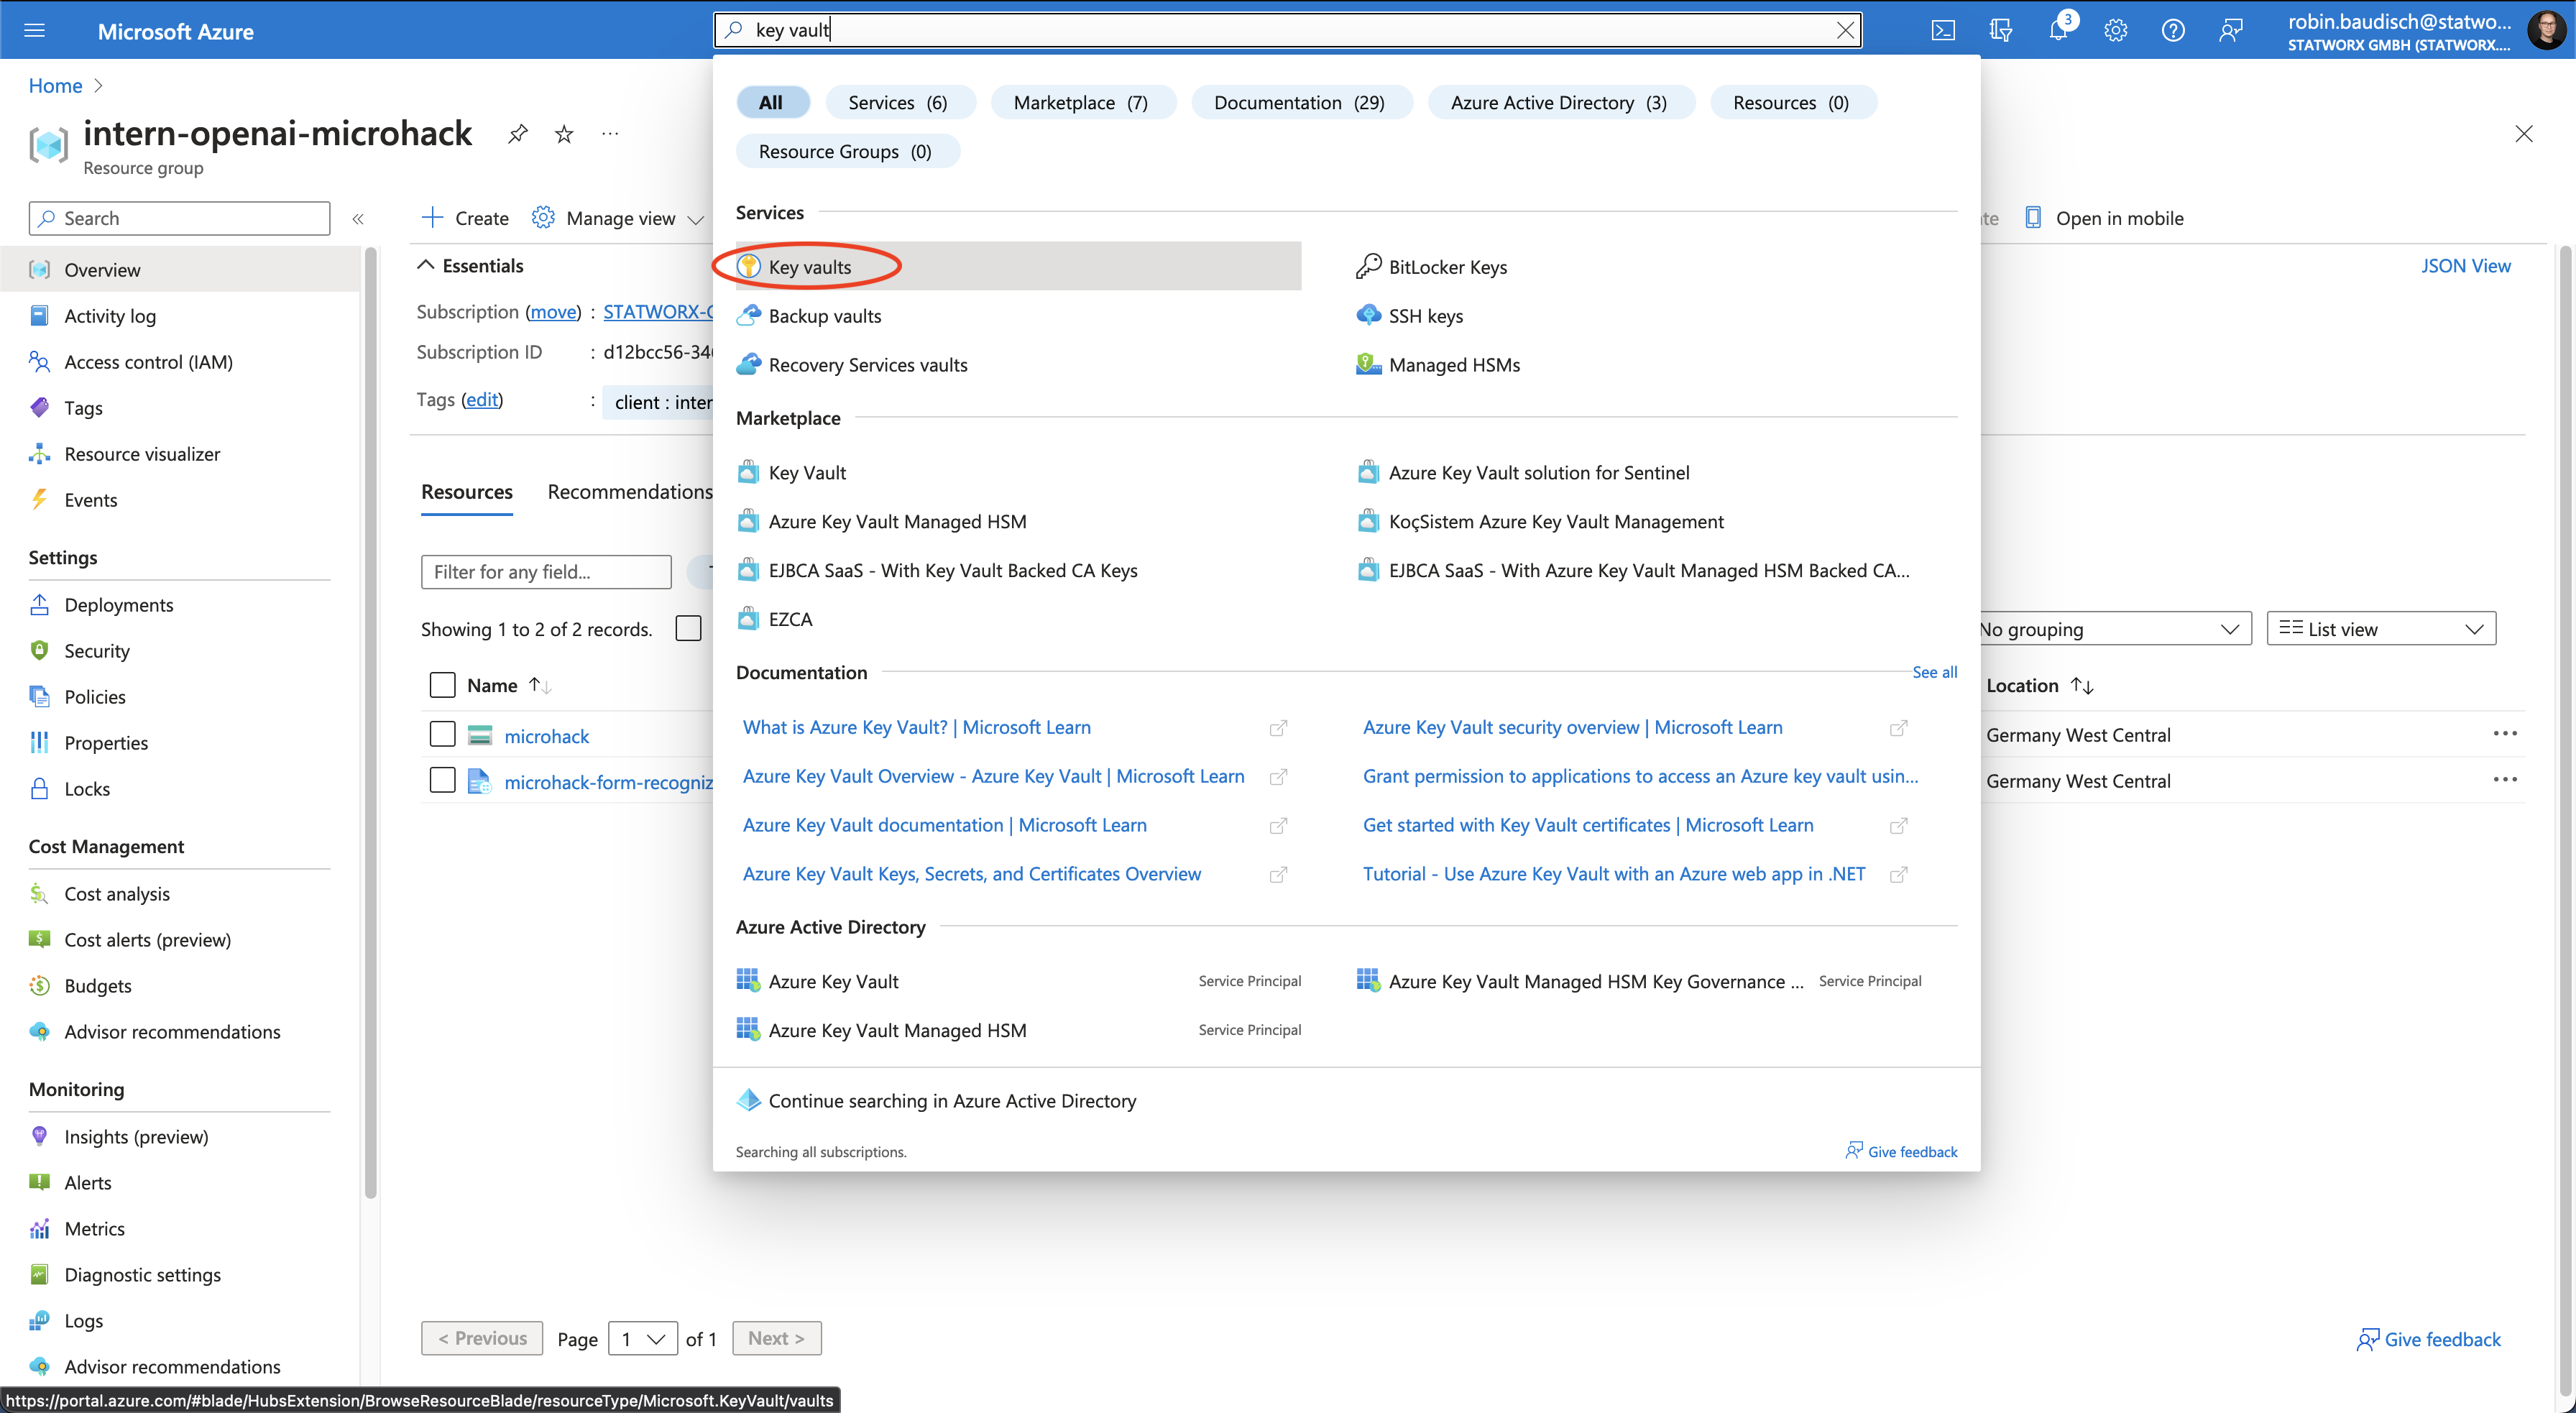 Microsoft Azure
key vault
3
robin.baudisch@statwo...
STATWORX GMBH (STATWORX....
Home
intern-openai-microhack
Resource group
Search
Overview
Activity log
Access control (IAM)
Tags
Resource visualizer
Events
Settings
Deployments
Security
Policies
Properties
Locks
Cost Management
Cost analysis
Cost alerts (preview)
Budgets
Advisor recommendations
Monitoring
Insights (preview)
Alerts
Metrics
Diagnostic settings
Logs
Advisor recommendations
https://portal.azure.com/#blade/HubsExtension/BrowseResourceBlade/resourceType/Microsoft.KeyVault/vaults
Create Manage view
Open in mobile
Essentials
JSON View
Subscription (move) :
Subscription ID : d12bcc56-
Tags (edit) : client :
Resources Recommendations
Filter for any field...
Showing 1 to 2 of 2 records.
No grouping
List view
Name
Location
microhack
Germany West Central
microhack-form-recogniz
Germany West Central
< Previous Page 1 of 1 Next >
Give feedback
All Services (6) Marketplace (7) Documentation (29) Azure Active Directory (3) Resources (0)
Resource Groups (0)
Services
Key vaults BitLocker Keys
Backup vaults SSH keys
Recovery Services vaults Managed HSMs
Marketplace
Key Vault Azure Key Vault solution for Sentinel
Azure Key Vault Managed HSM KoçSistem Azure Key Vault Management
EJBCA SaaS - With Key Vault Backed CA Keys EJBCA SaaS - With Azure Key Vault Managed HSM Backed CA...
EZCA
Documentation See all
What is Azure Key Vault? | Microsoft Learn Azure Key Vault security overview | Microsoft Learn
Azure Key Vault Overview - Azure Key Vault | Microsoft Learn Grant permission to applications to access an Azure key vault usin...
Azure Key Vault documentation | Microsoft Learn Get started with Key Vault certificates | Microsoft Learn
Azure Key Vault Keys, Secrets, and Certificates Overview Tutorial - Use Azure Key Vault with an Azure web app in .NET
Azure Active Directory
Azure Key Vault Service Principal Azure Key Vault Managed HSM Key Governance ... Service Principal
Azure Key Vault Managed HSM Service Principal
Continue searching in Azure Active Directory
Searching all subscriptions.
Give feedback